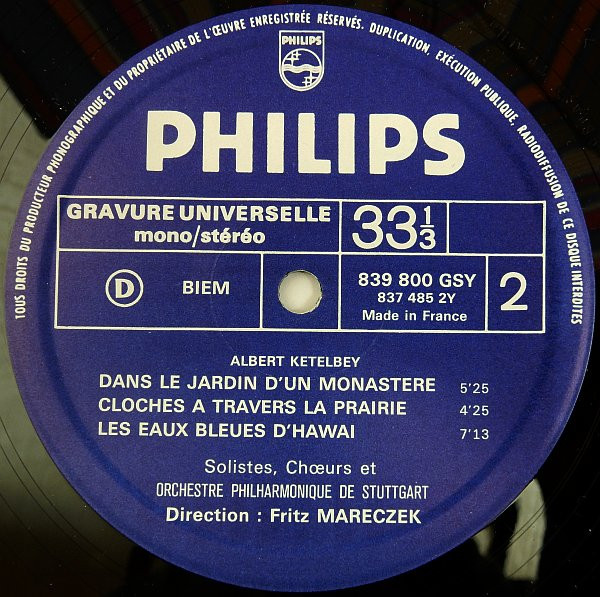 TOUS DROITS DU PRODUCTEUR PHONOGRAPHIQUE ET DU PROPRIÉTAIRE DE L'ŒUVRE ENREGISTRÉE RÉSERVÉS. DUPLICATION, EXÉCUTION PUBLIQUE, RADIODIFFUSION DE CE DISQUE INTERDITES
PHILIPS
PHILIPS
GRAVURE UNIVERSELLE
mono/stéréo
33 1/3
D BIEM
839 800 GSY
837 485 2Y
Made in France
2
ALBERT KETELBEY
DANS LE JARDIN D'UN MONASTERE 5'25
CLOCHES A TRAVERS LA PRAIRIE 4'25
LES EAUX BLEUES D'HAWAI 7'13
Solistes, Chœurs et
ORCHESTRE PHILHARMONIQUE DE STUTTGART
Direction : Fritz MARECZEK